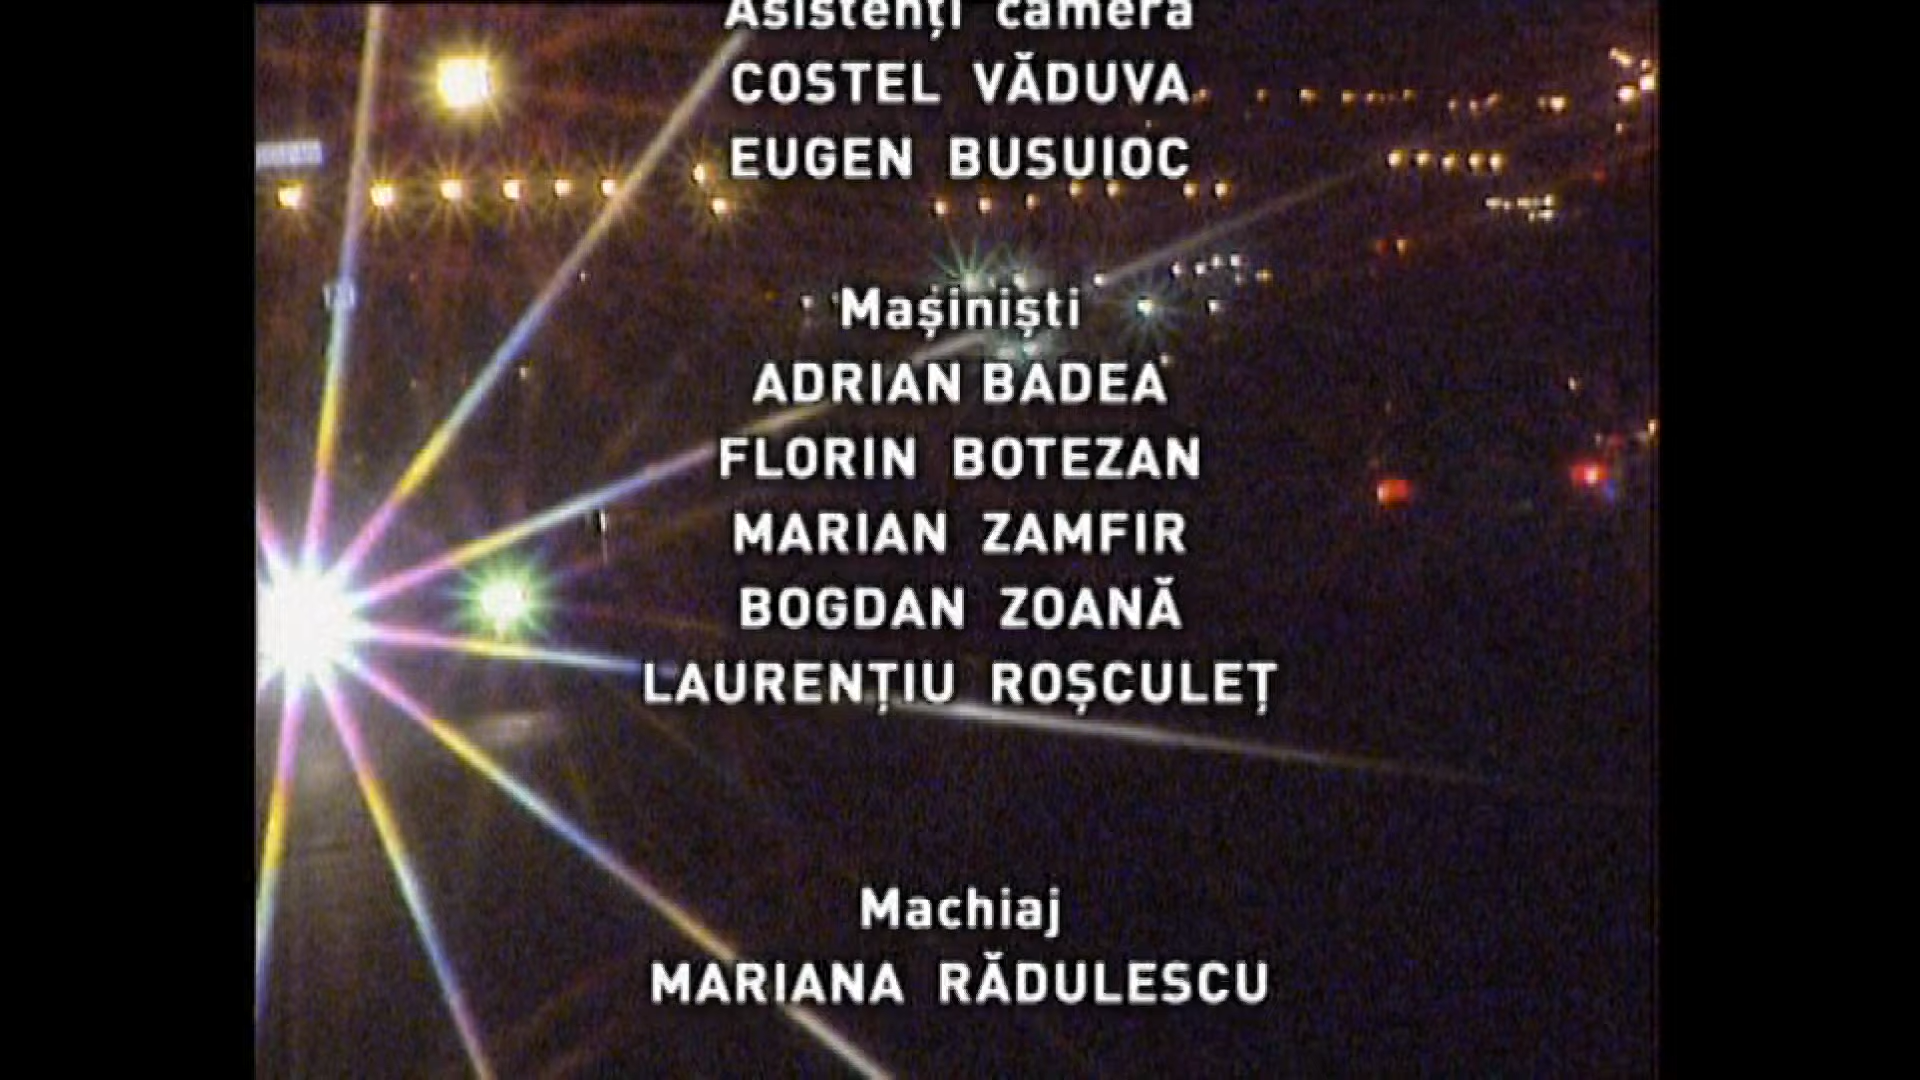 Asistenți cameră
COSTEL VĂDUVA
EUGEN BUSUIOC
Mașiniști
ADRIAN BADEA
FLORIN BOTEZAN
MARIAN ZAMFIR
BOGDAN ZOANĂ
LAURENȚIU ROȘCULEȚ
Machiaj
MARIANA RĂDULESCU